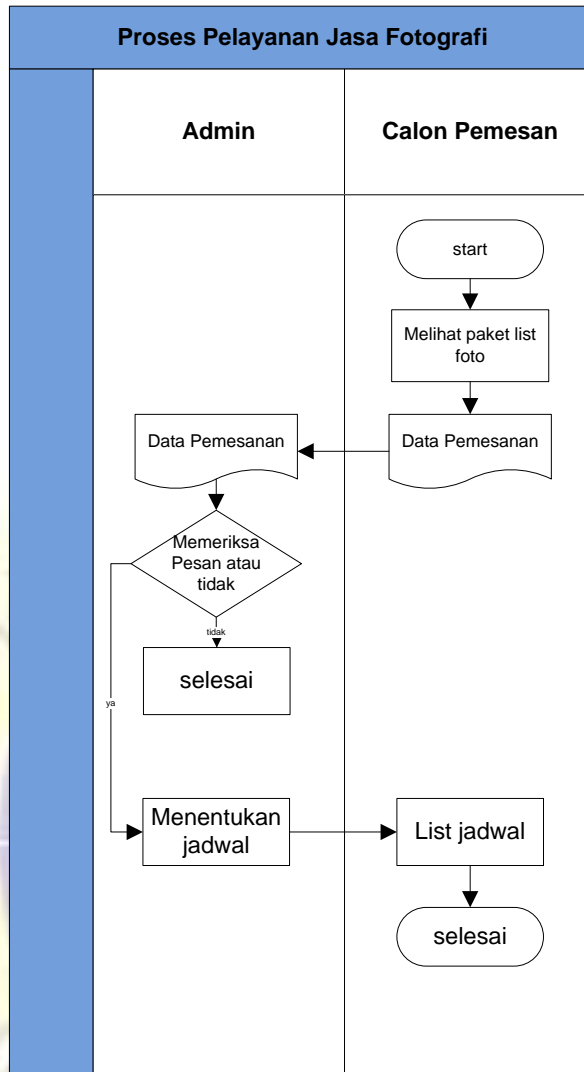 Proses Pelayanan Jasa Fotografi
Admin
Calon Pemesan
start
Melihat paket list
foto
Data Pemesanan
Data Pemesanan
Memeriksa
Pesan atau
tidak
tidak
selesai
ya
Menentukan
jadwal
List jadwal
selesai